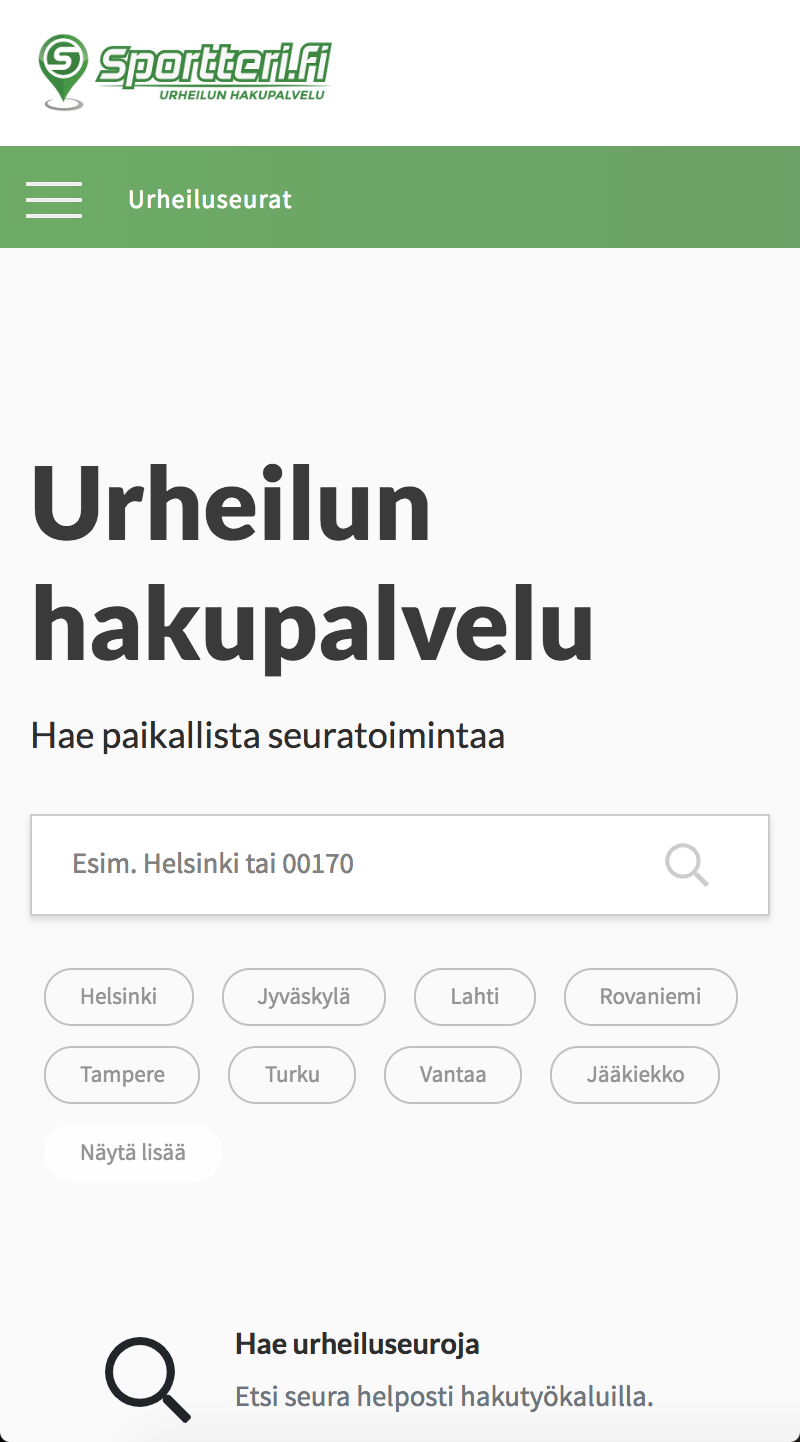 S Sportteri.fi
URHEILUN HAKUPALVELU
Urheiluseurat
Urheilun
hakupalvelu
Hae paikallista seuratoimintaa
Esim. Helsinki tai 00170
Helsinki Jyväskylä Lahti Rovaniemi
Tampere Turku Vantaa Jääkiekko
Näytä lisää
Hae urheiluseuroja
Etsi seura helposti hakutyökaluilla.